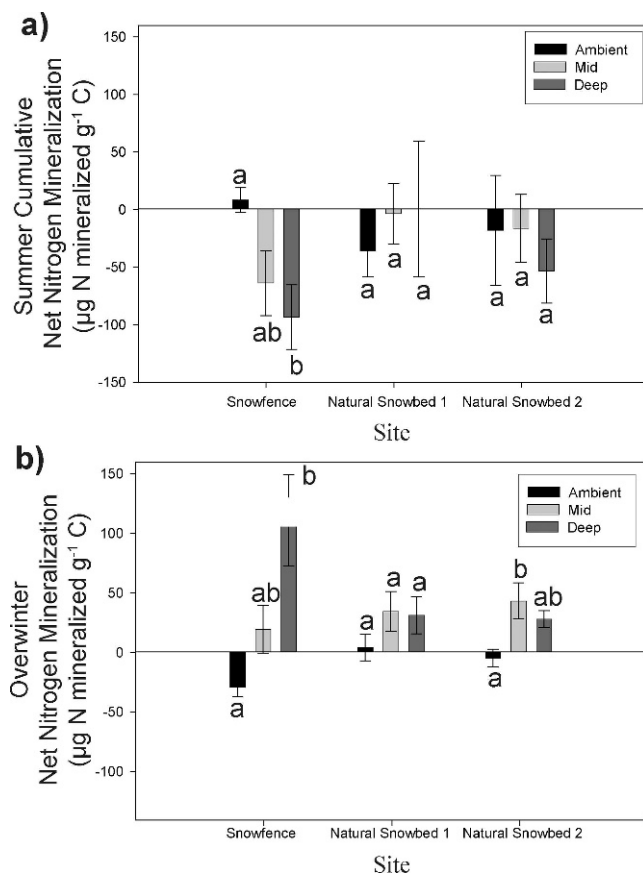 a)
Summer Cumulative
Net Nitrogen Mineralization
(µg N mineralized g⁻¹ C)
150
100
50
0
-50
-100
-150
Ambient
Mid
Deep
a
ab
b
a
a
a
a
a
a
Snowfence
Natural Snowbed 1
Natural Snowbed 2
Site
b)
Overwinter
Net Nitrogen Mineralization
(µg N mineralized g⁻¹ C)
150
100
50
0
-50
-100
Ambient
Mid
Deep
a
ab
b
a
a
a
a
b
ab
Snowfence
Natural Snowbed 1
Natural Snowbed 2
Site